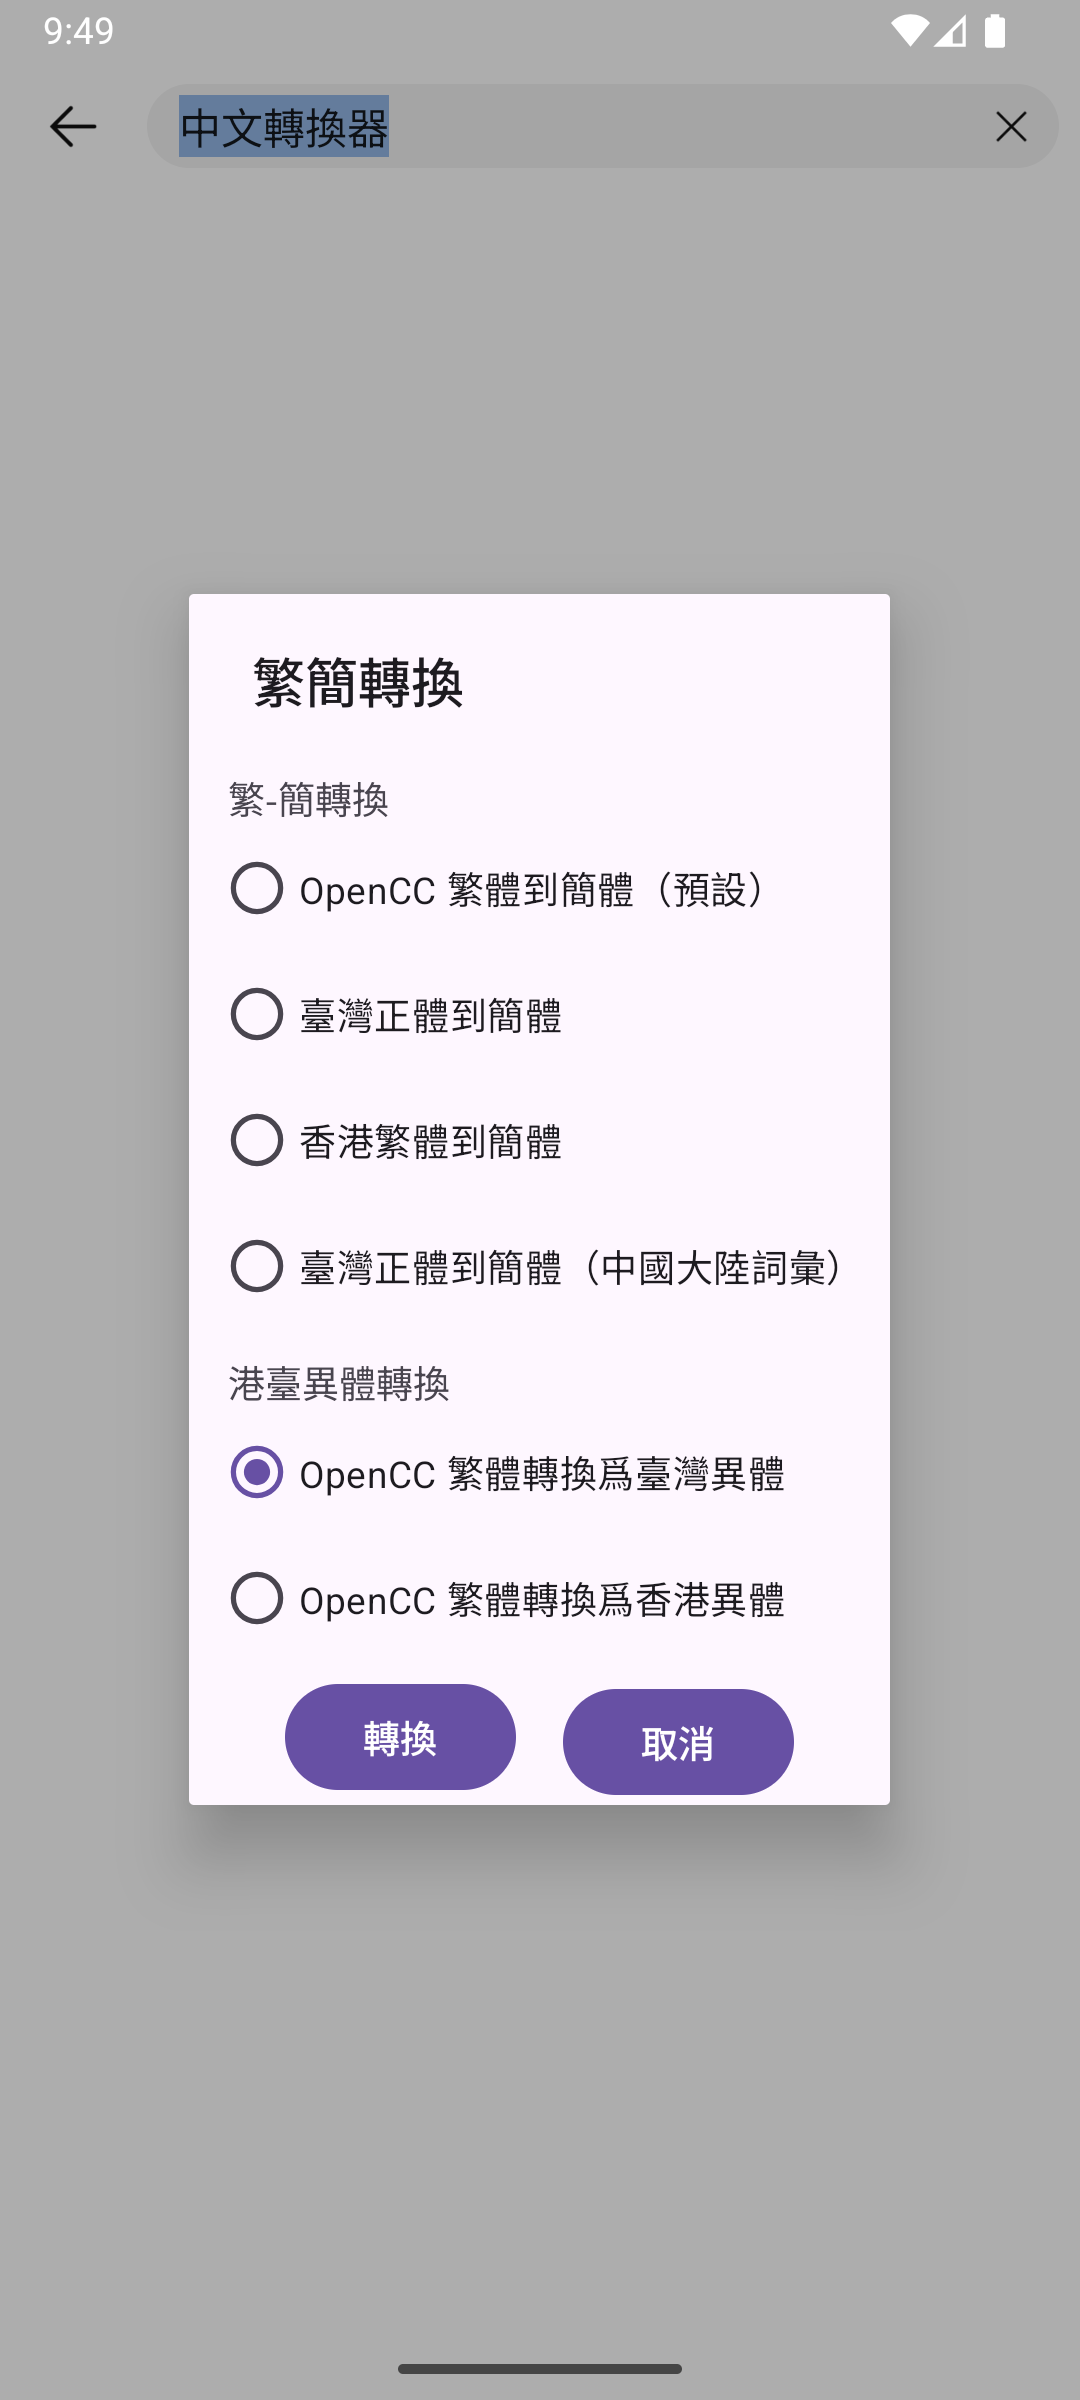 9:49
中文轉換器
繁簡轉換
繁-簡轉換
OpenCC 繁體到簡體（預設）
臺灣正體到簡體
香港繁體到簡體
臺灣正體到簡體（中國大陸詞彙）
港臺異體轉換
OpenCC 繁體轉換爲臺灣異體
OpenCC 繁體轉換爲香港異體
轉換
取消